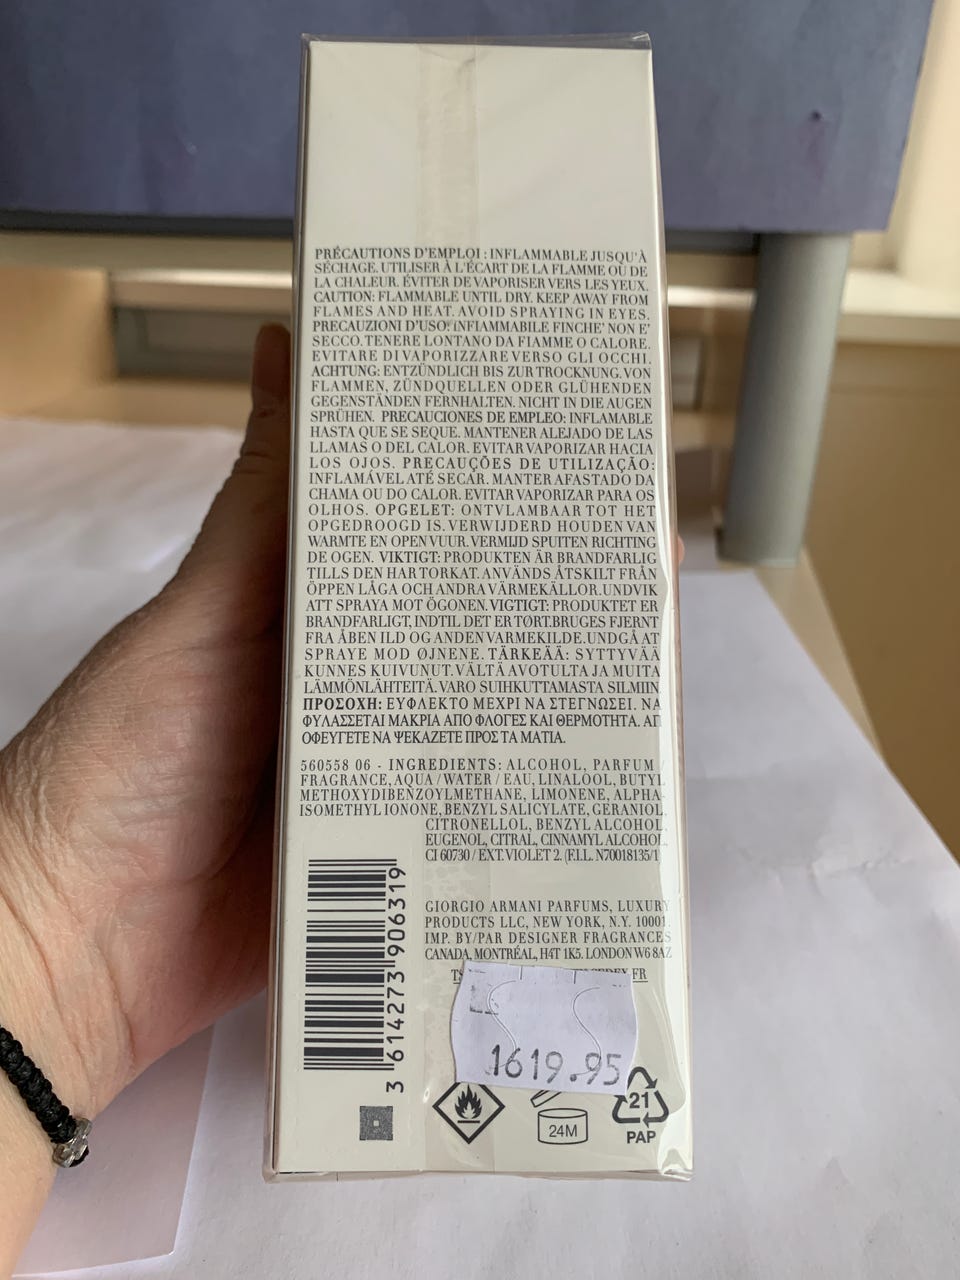 PRÉCAUTIONS D'EMPLOI : INFLAMMABLE JUSQU'À
SÉCHAGE. UTILISER À L'ÉCART DE LA FLAMME OU DE
LA CHALEUR. ÉVITER DE VAPORISER VERS LES YEUX.
CAUTION: FLAMMABLE UNTIL DRY. KEEP AWAY FROM
FLAMES AND HEAT. AVOID SPRAYING IN EYES.
PRECAUZIONI D'USO: INFIAMMABILE FINCHE' NON E'
SECCO. TENERE LONTANO DA FIAMME O CALORE.
EVITARE DI VAPORIZZARE VERSO GLI OCCHI.
ACHTUNG: ENTZÜNDLICH BIS ZUR TROCKNUNG. VON
FLAMMEN, ZÜNDQUELLEN ODER GLÜHENDEN
GEGENSTÄNDEN FERNHALTEN. NICHT IN DIE AUGEN
SPRÜHEN. PRECAUCIONES DE EMPLEO: INFLAMABLE
HASTA QUE SE SEQUE. MANTENER ALEJADO DE LAS
LLAMAS O DEL CALOR. EVITAR VAPORIZAR HACIA
LOS OJOS. PRECAUÇÕES DE UTILIZAÇÃO:
INFLAMÁVEL ATÉ SECAR. MANTER AFASTADO DA
CHAMA OU DO CALOR. EVITAR VAPORIZAR PARA OS
OLHOS. OPGELET: ONTVLAMBAAR TOT HET
OPGEDROOGD IS. VERWIJDERD HOUDEN VAN
WARMTE EN OPEN VUUR. VERMIJD SPUITEN RICHTING
DE OGEN. VIKTIGT: PRODUKTEN ÄR BRANDFARLIG
TILLS DEN HAR TORKAT. ANVÄNDS ÅTSKILT FRÅN
ÖPPEN LÅGA OCH ANDRA VÄRMEKÄLLOR. UNDVIK
ATT SPRAYA MOT ÖGONEN. VIGTIGT: PRODUKTET ER
BRANDFARLIGT, INDTIL DET ER TØRT. BRUGES FJERNT
FRA ÅBEN ILD OG ANDEN VARMEKILDE. UNDGÅ AT
SPRAYE MOD ØJNENE. TÄRKEÄÄ: SYTTYVÄÄ
KUNNES KUIVUNUT. VÄLTÄ AVOTULTA JA MUITA
LÄMMÖNLÄHTEITÄ. VARO SUIHKUTTAMASTA SILMIIN.
ΠΡΟΣΟΧΗ: ΕΥΦΛΕΚΤΟ ΜΕΧΡΙ ΝΑ ΣΤΕΓΝΩΣΕΙ. ΝΑ
ΦΥΛΑΣΣΕΤΑΙ ΜΑΚΡΙΑ ΑΠΟ ΦΛΟΓΕΣ ΚΑΙ ΘΕΡΜΟΤΗΤΑ. ΑΠ
ΟΦΕΥΓΕΤΕ ΝΑ ΨΕΚΑΖΕΤΕ ΠΡΟΣ ΤΑ ΜΑΤΙΑ.
560558 06 - INGREDIENTS: ALCOHOL, PARFUM /
FRAGRANCE, AQUA / WATER / EAU, LINALOOL, BUTYL
METHOXYDIBENZOYLMETHANE, LIMONENE, ALPHA-
ISOMETHYL IONONE, BENZYL SALICYLATE, GERANIOL,
CITRONELLOL, BENZYL ALCOHOL,
EUGENOL, CITRAL, CINNAMYL ALCOHOL,
CI 60730 / EXT. VIOLET 2. (F.I.L. N70018135/1)
3 614273 906319
GIORGIO ARMANI PARFUMS, LUXURY
PRODUCTS LLC, NEW YORK, N.Y. 10001.
IMP. BY/PAR DESIGNER FRAGRANCES
CANADA, MONTRÉAL, H4T 1K5. LONDON W6 8AZ
FR
1619.95
24M
21
PAP